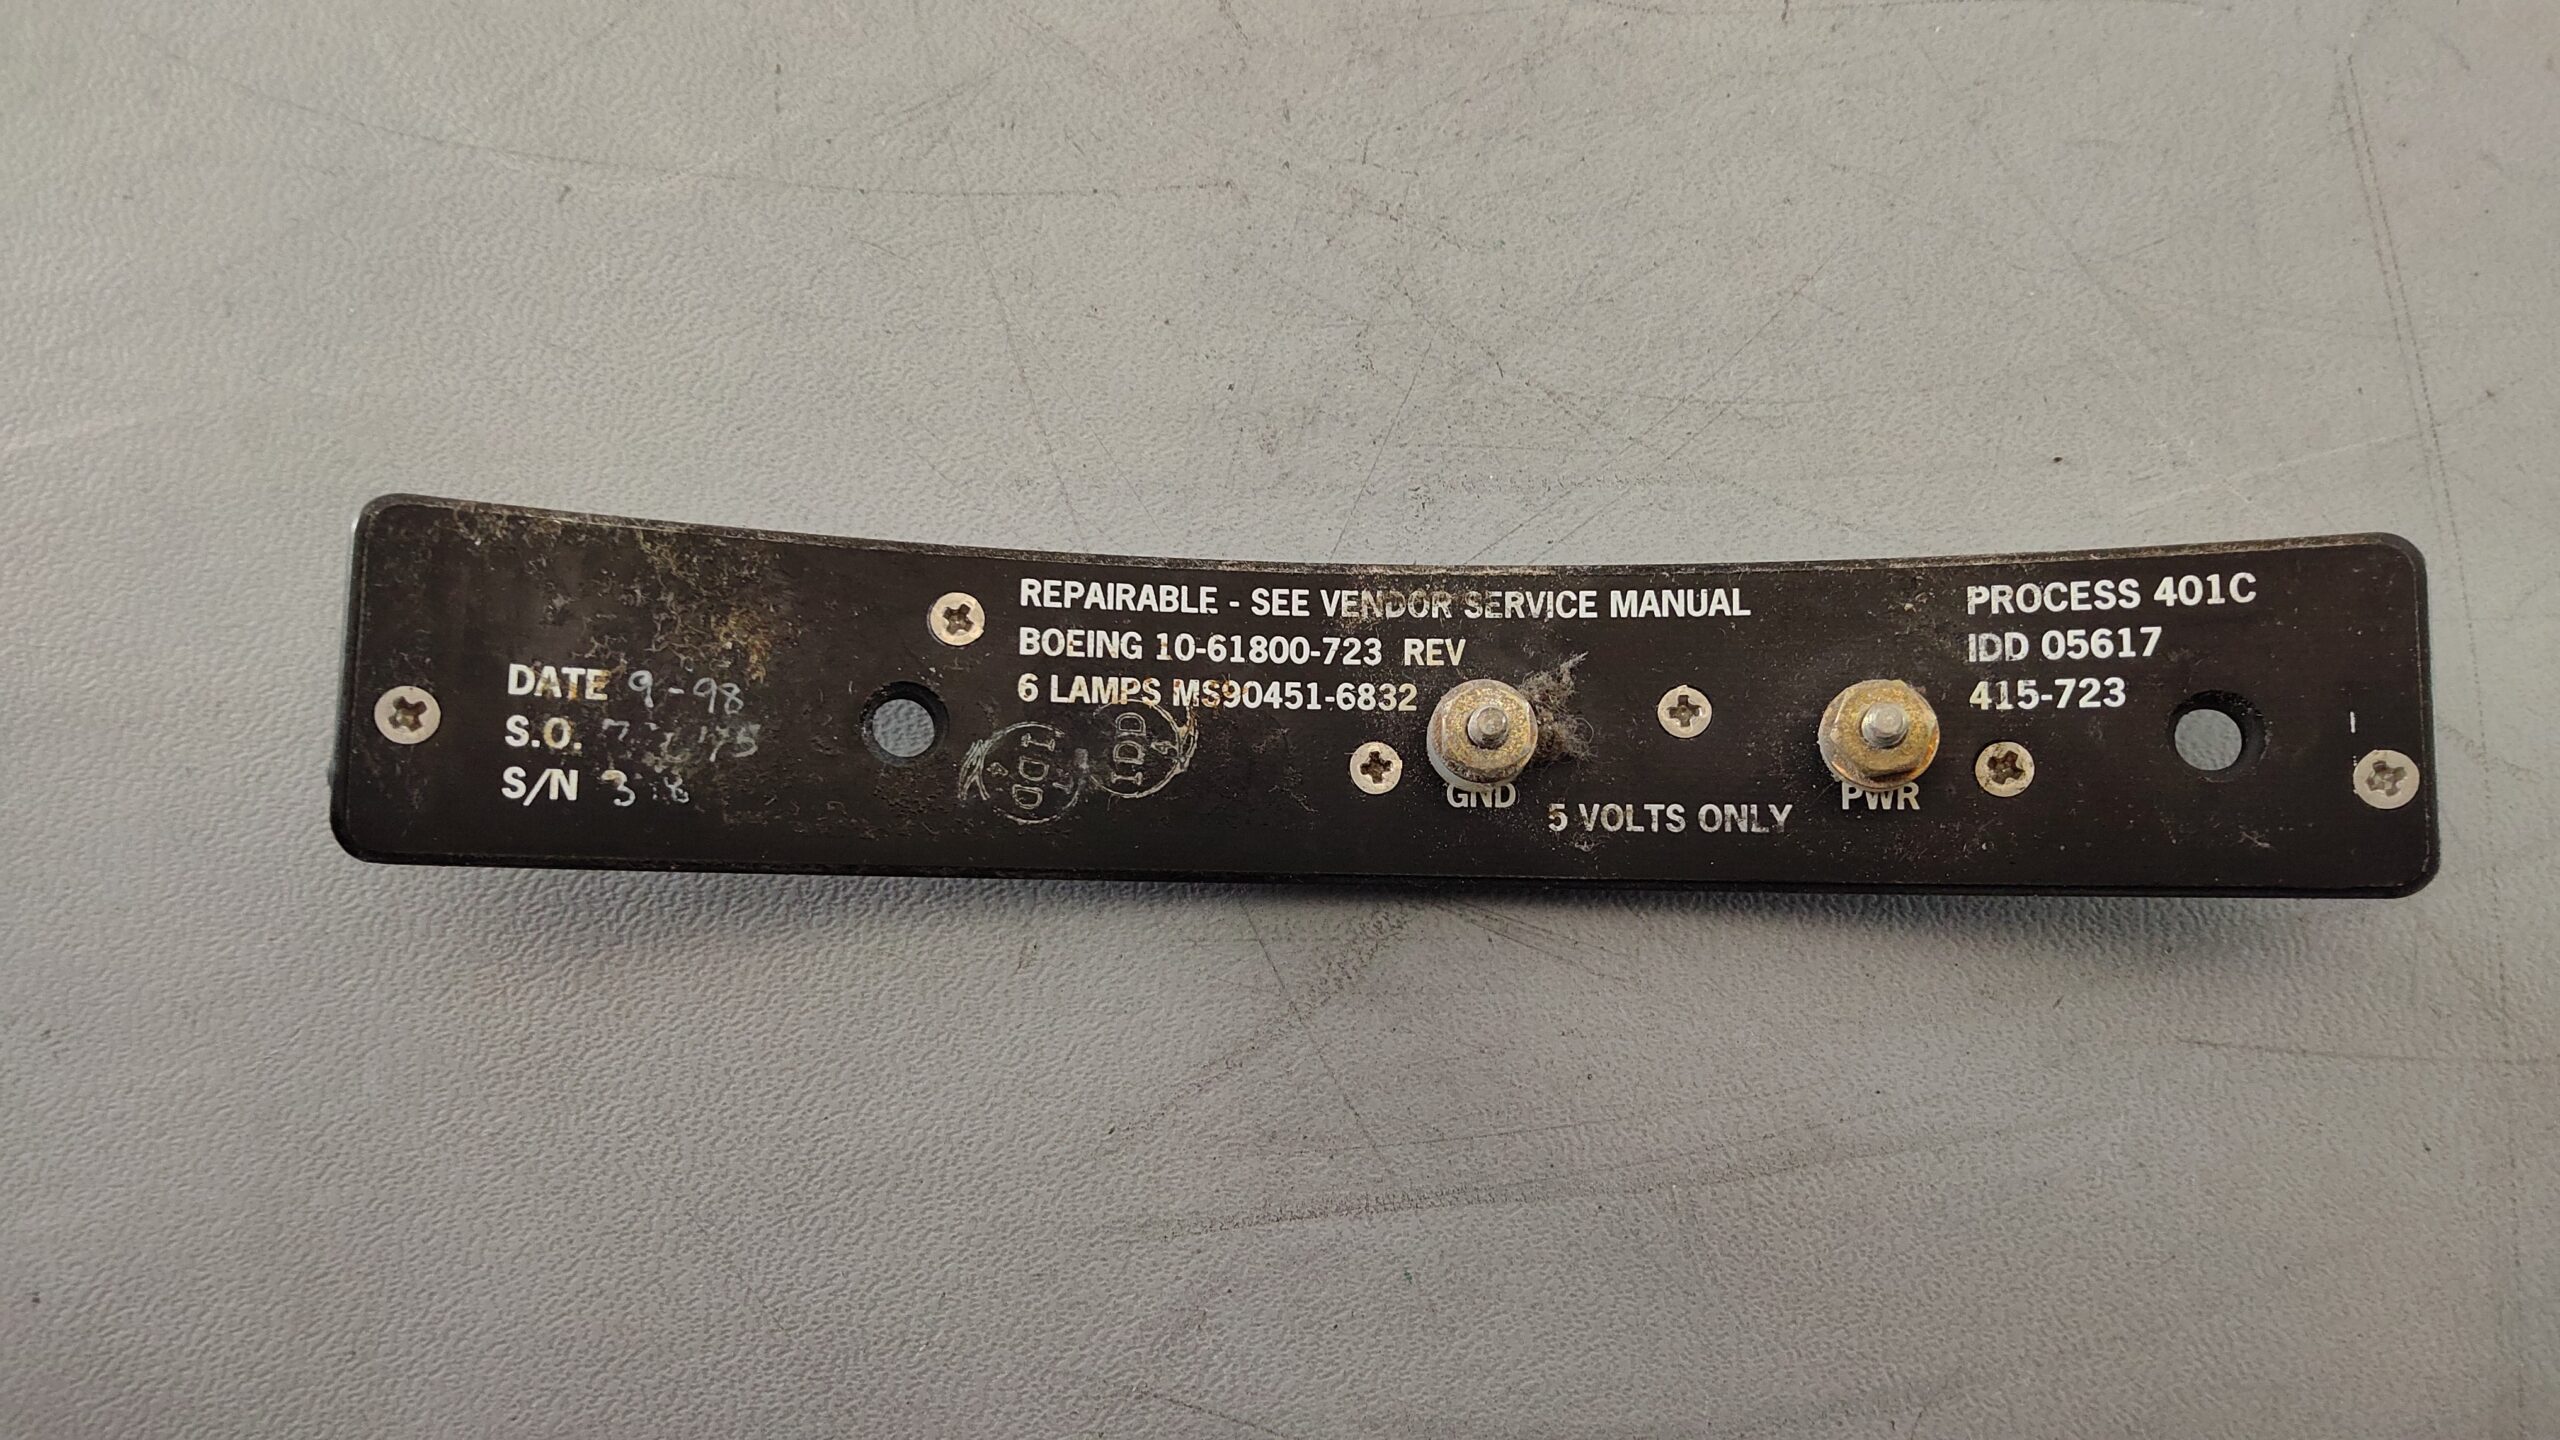 REPAIRABLE - SEE VENDOR SERVICE MANUAL
BOEING 10-61800-723 REV
6 LAMPS MS90451-6832
PROCESS 401C
IDD 05617
415-723
DATE 9-98
S.O.
S/N
IDD
IDD
GND
5 VOLTS ONLY
PWR